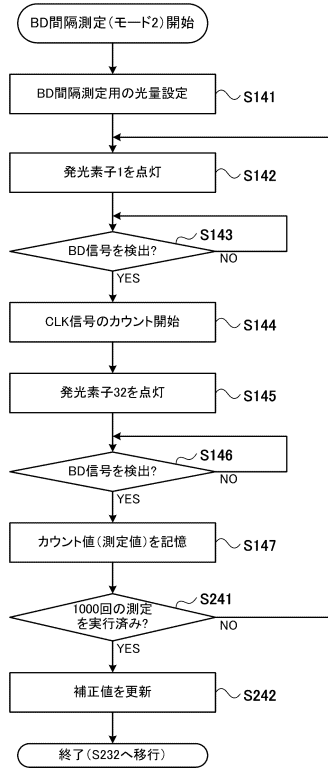 BD間隔測定(モード2)開始
BD間隔測定用の光量設定
S141
発光素子1を点灯
S142
S143
BD信号を検出?
NO
YES
CLK信号のカウント開始
S144
発光素子32を点灯
S145
S146
BD信号を検出?
NO
YES
カウント値(測定値)を記憶
S147
S241
1000回の測定
を実行済み?
NO
YES
補正値を更新
S242
終了(S232へ移行)